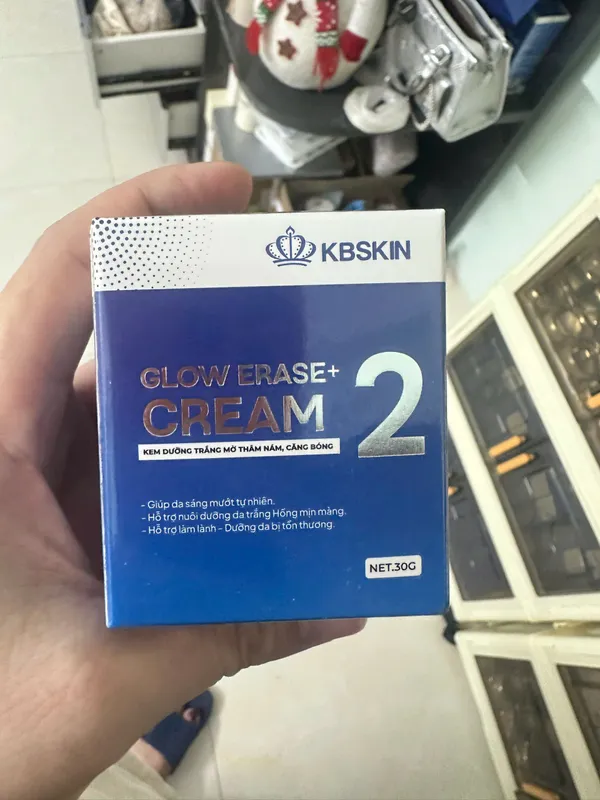 KBSKIN
GLOW ERASE+
CREAM 2
KEM DƯỠNG TRẮNG MỜ THÂM NÁM, CĂNG BÓNG
- Giúp da sáng mướt tự nhiên.
- Hỗ trợ nuôi dưỡng da trắng Hồng mịn màng.
- Hỗ trợ làm lành - Dưỡng da bị tổn thương.
NET.30G